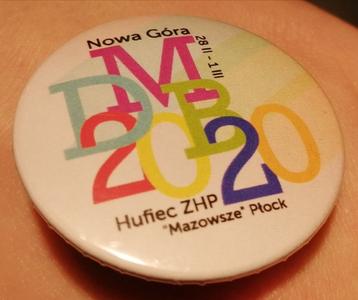 Nowa Góra
28 II - 1 III
DMB
2020
Hufiec ZHP
"Mazowsze" Płock